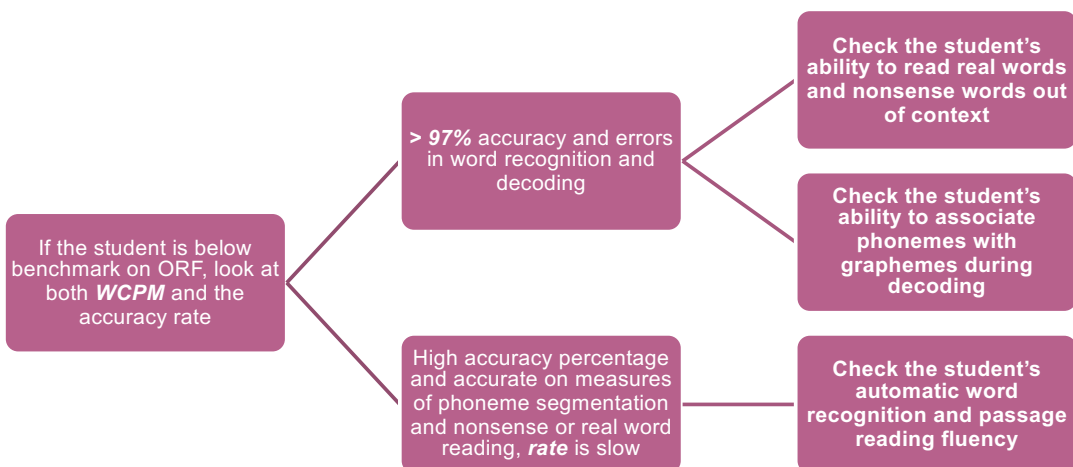 If the student is below
benchmark on ORF, look at
both WCPM and the
accuracy rate
> 97% accuracy and errors
in word recognition and
decoding
Check the student’s
ability to read real words
and nonsense words out
of context
Check the student’s
ability to associate
phonemes with
graphemes during
decoding
High accuracy percentage
and accurate on measures
of phoneme segmentation
and nonsense or real word
reading, rate is slow
Check the student’s
automatic word
recognition and passage
reading fluency